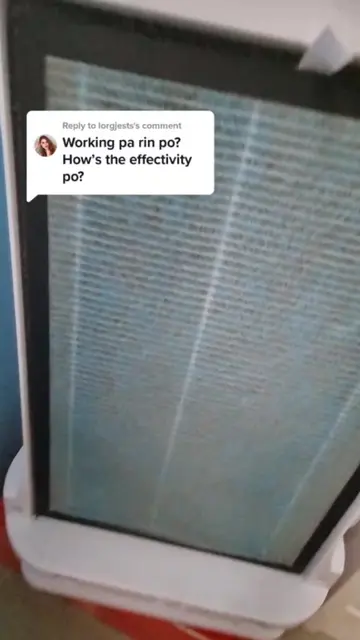 Reply to lorgjests's comment
Working pa rin po?
How's the effectivity
po?